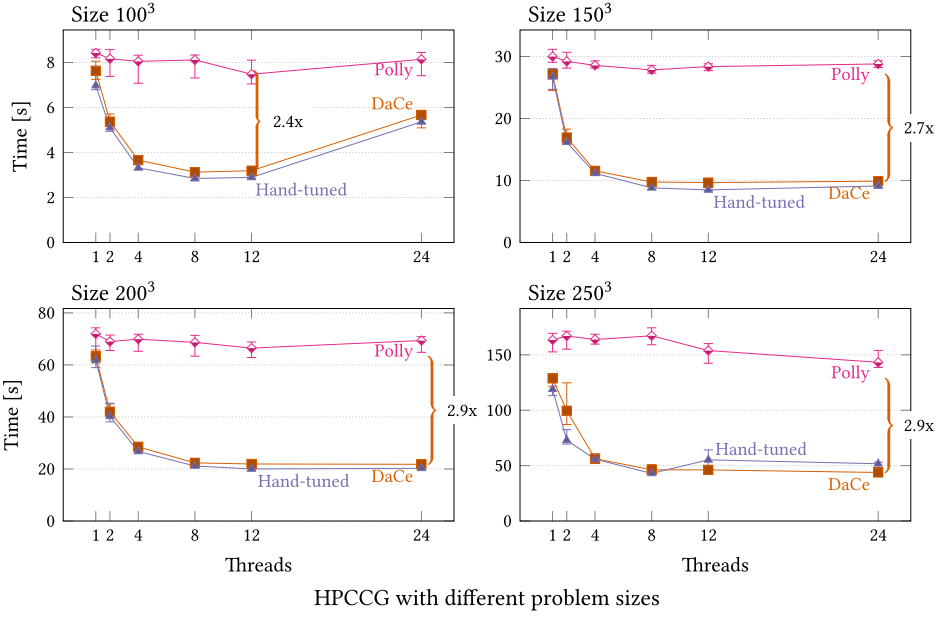 Size 100³
Time [s]
8
6
4
2
0
Polly
DaCe
2.4x
Hand-tuned
1 2 4 8 12 24
Size 150³
30
20
10
0
Polly
2.7x
DaCe
Hand-tuned
1 2 4 8 12 24
Size 200³
Time [s]
80
60
40
20
0
Polly
2.9x
Hand-tuned
DaCe
1 2 4 8 12 24
Threads
Size 250³
150
100
50
0
Polly
2.9x
Hand-tuned
DaCe
1 2 4 8 12 24
Threads
HPCCG with different problem sizes